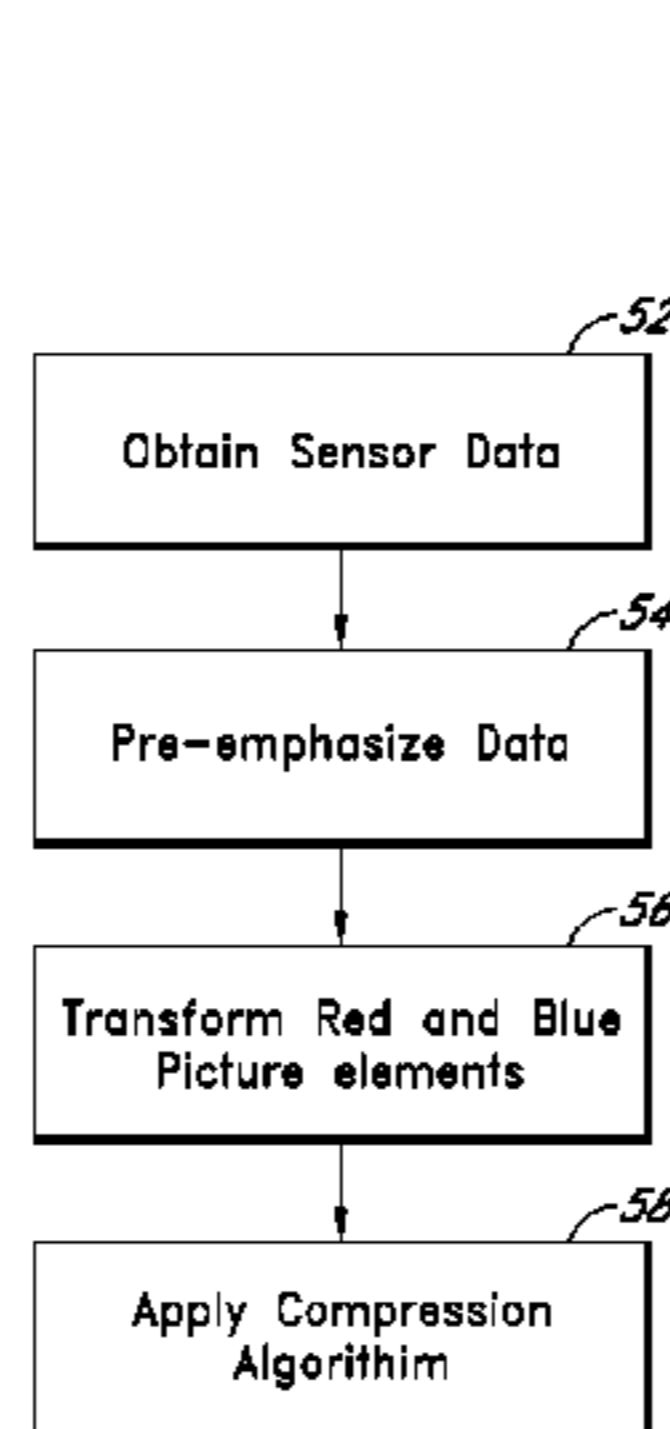 52
Obtain Sensor Data
54
Pre-emphasize Data
56
Transform Red and Blue
Picture elements
58
Apply Compression
Algorithim